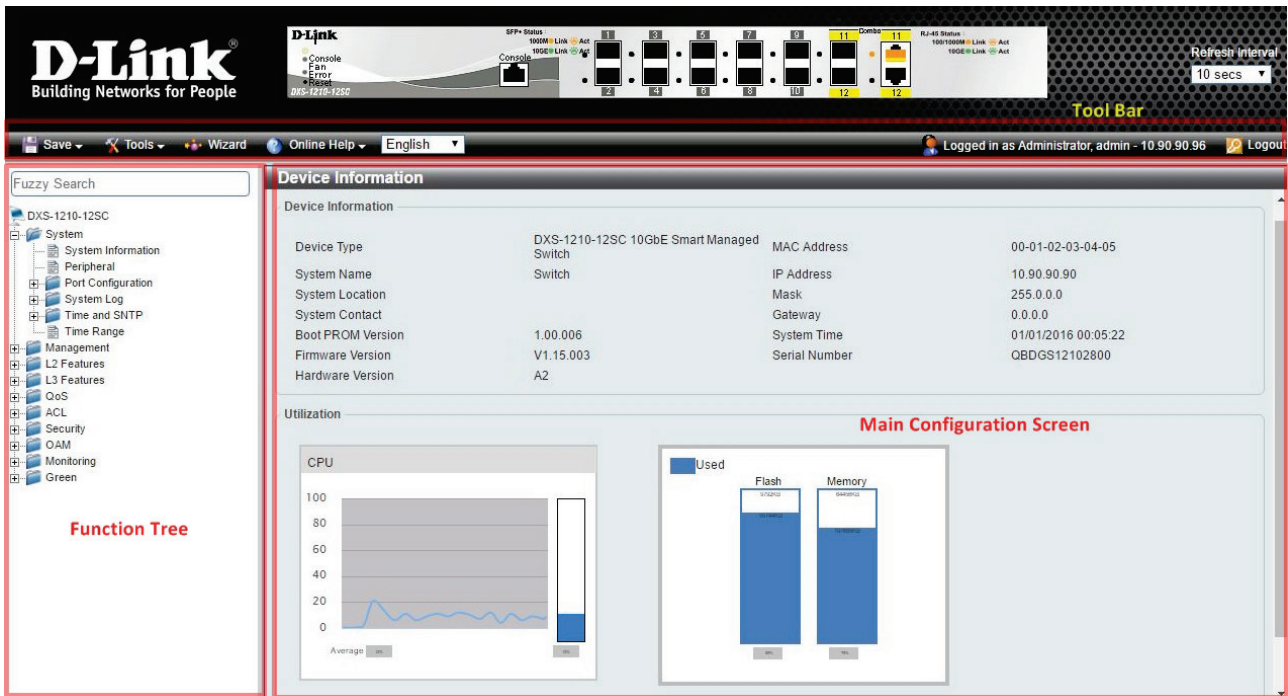 D-Link®
Building Networks for People
D-Link
Console
Fan
Error
Reset
DXS-1210-12SC
Console
SFP+ Status :
1000M Link Act
10GE Link Act
1 3 5 7 9 11 Combo 11
2 4 6 8 10 12 12
RJ-45 Status :
100/1000M Link Act
10GE Link Act
Refresh Interval
10 secs
Tool Bar
Save Tools Wizard Online Help English Logged in as Administrator, admin - 10.90.90.96 Logout
Fuzzy Search
DXS-1210-12SC
System
System Information
Peripheral
Port Configuration
System Log
Time and SNTP
Time Range
Management
L2 Features
L3 Features
QoS
ACL
Security
OAM
Monitoring
Green
Function Tree
Device Information
Device Information
Device Type DXS-1210-12SC 10GbE Smart Managed Switch MAC Address 00-01-02-03-04-05
System Name Switch IP Address 10.90.90.90
System Location Mask 255.0.0.0
System Contact Gateway 0.0.0.0
Boot PROM Version 1.00.006 System Time 01/01/2016 00:05:22
Firmware Version V1.15.003 Serial Number QBDGS12102800
Hardware Version A2
Utilization
Main Configuration Screen
CPU
100
80
60
40
20
0
Average
Used
Flash Memory